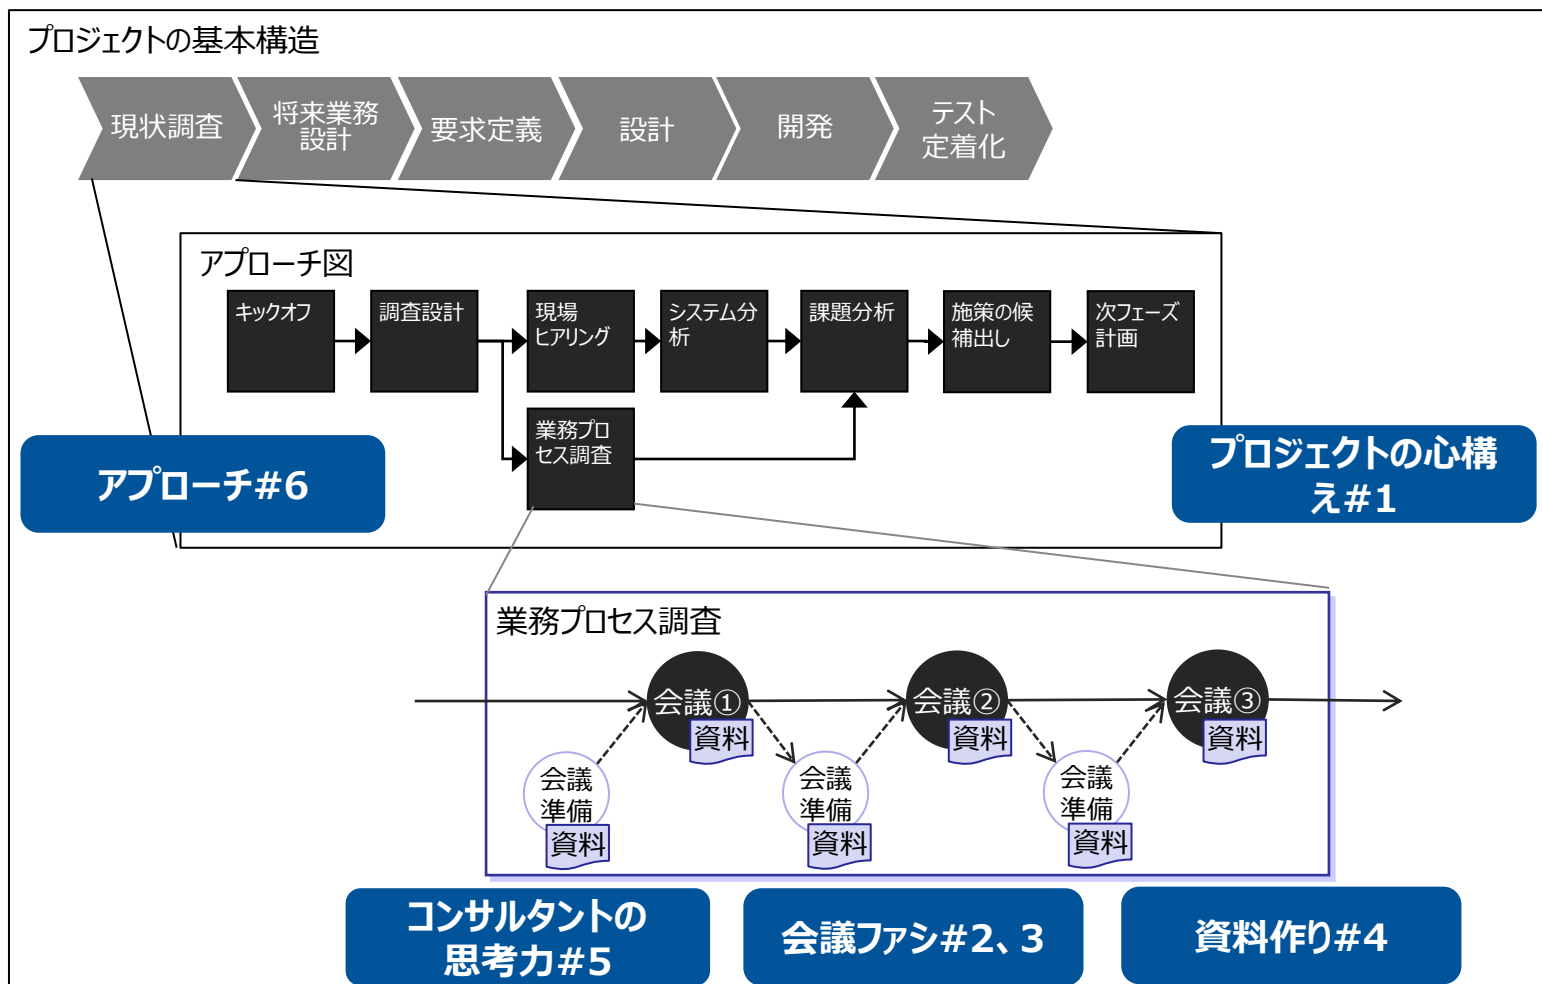 プロジェクトの基本構造
現状調査
将来業務
設計
要求定義
設計
開発
テスト
定着化
アプローチ図
キックオフ
調査設計
現場
ヒアリング
システム分
析
課題分析
施策の候
補出し
次フェーズ
計画
業務プロ
セス調査
アプローチ#6
プロジェクトの心構
え#1
業務プロセス調査
会議①
資料
会議②
資料
会議③
資料
会議
準備
資料
会議
準備
資料
会議
準備
資料
コンサルタントの
思考力#5
会議ファシ#2、3
資料作り#4